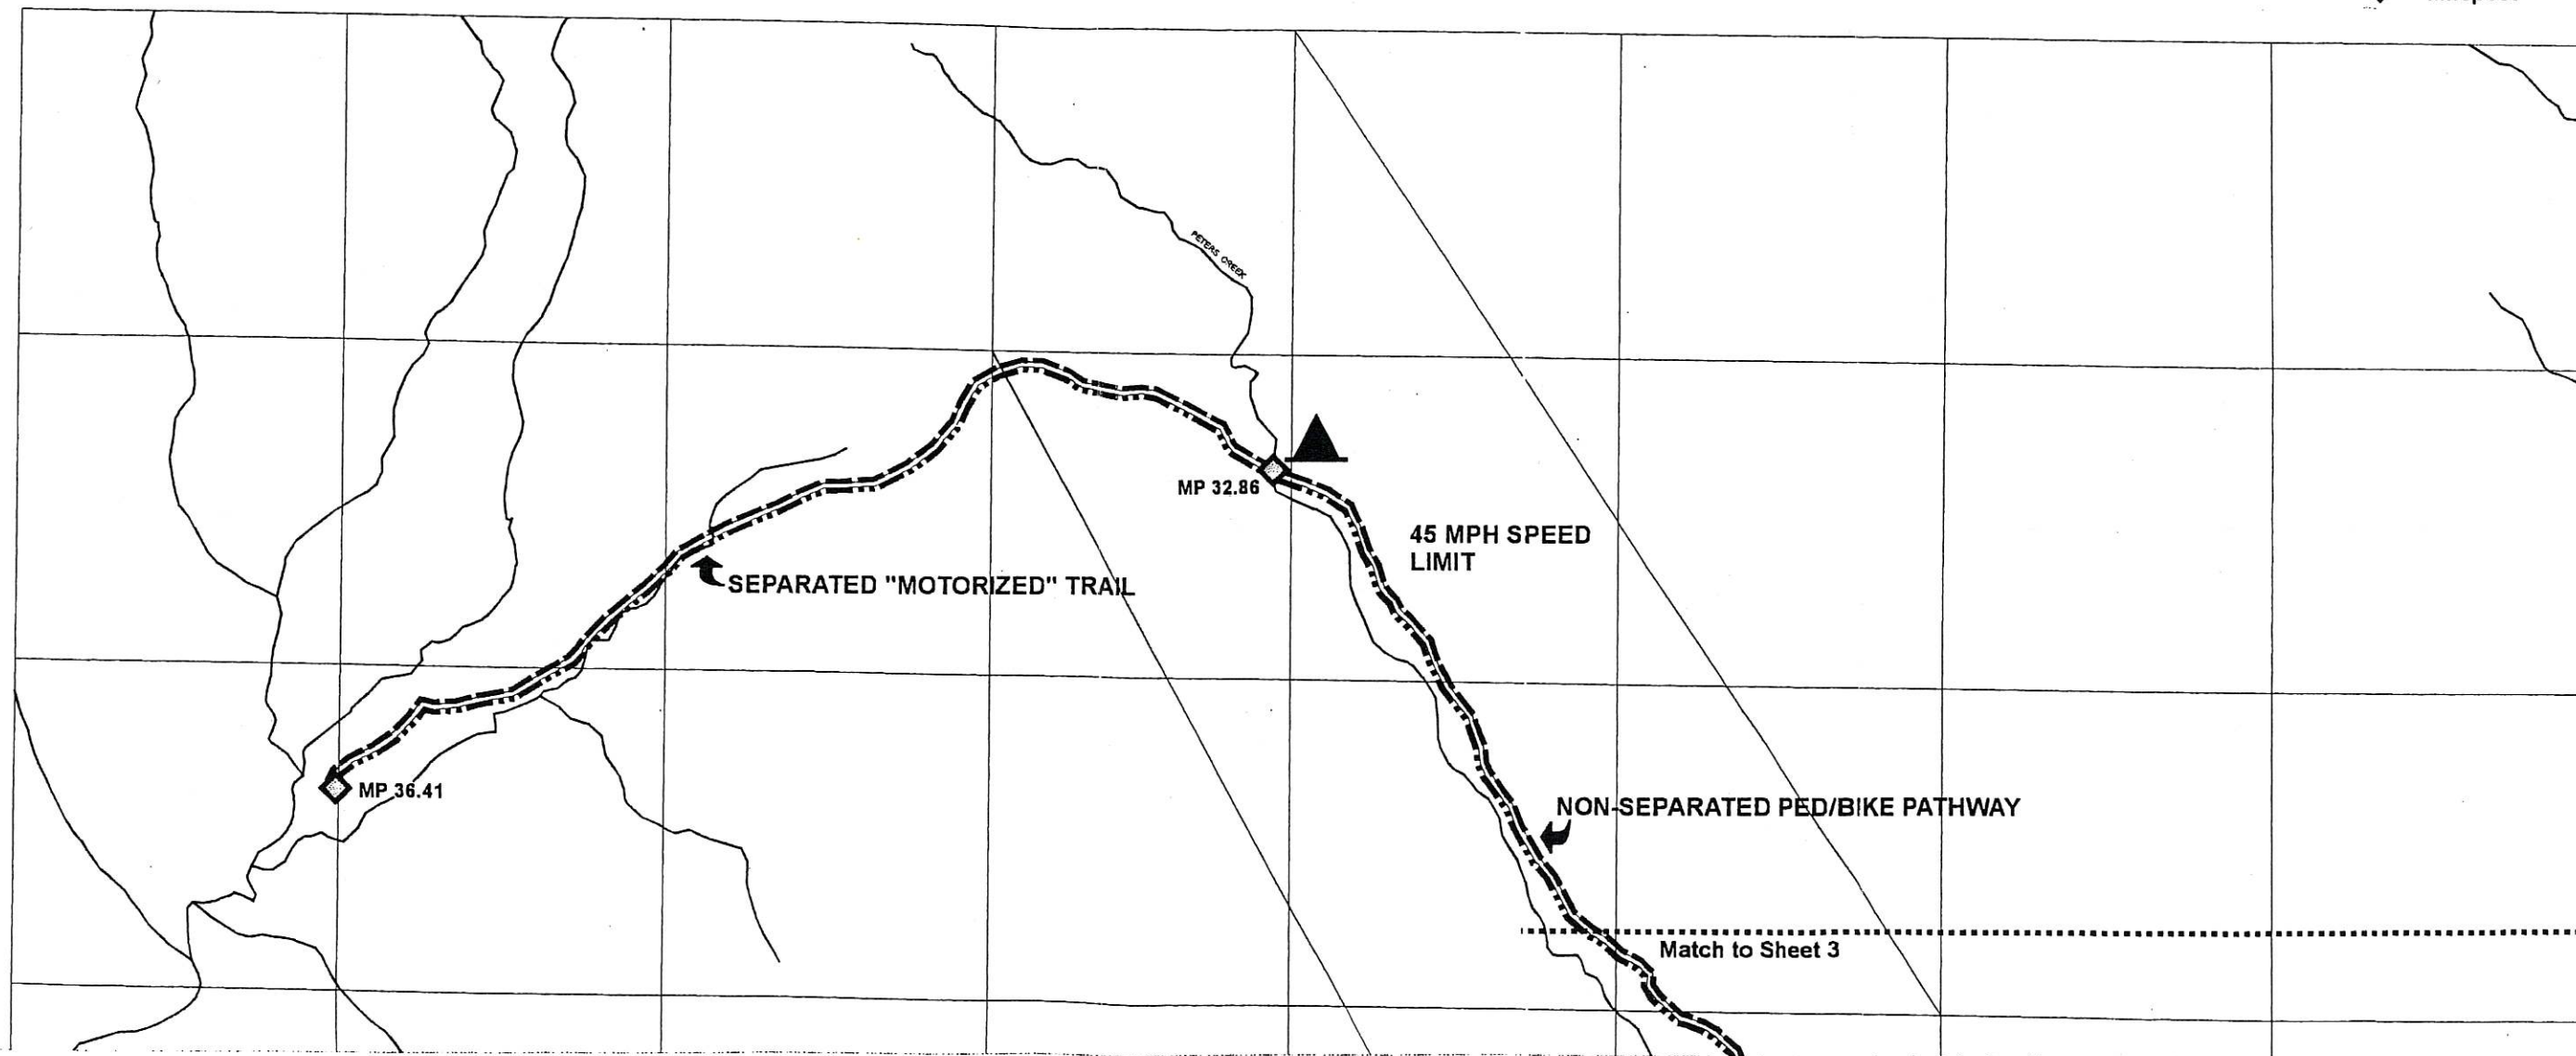 PETERS CREEK
MP 32.86
45 MPH SPEED
LIMIT
SEPARATED "MOTORIZED" TRAIL
MP 36.41
NON-SEPARATED PED/BIKE PATHWAY
Match to Sheet 3